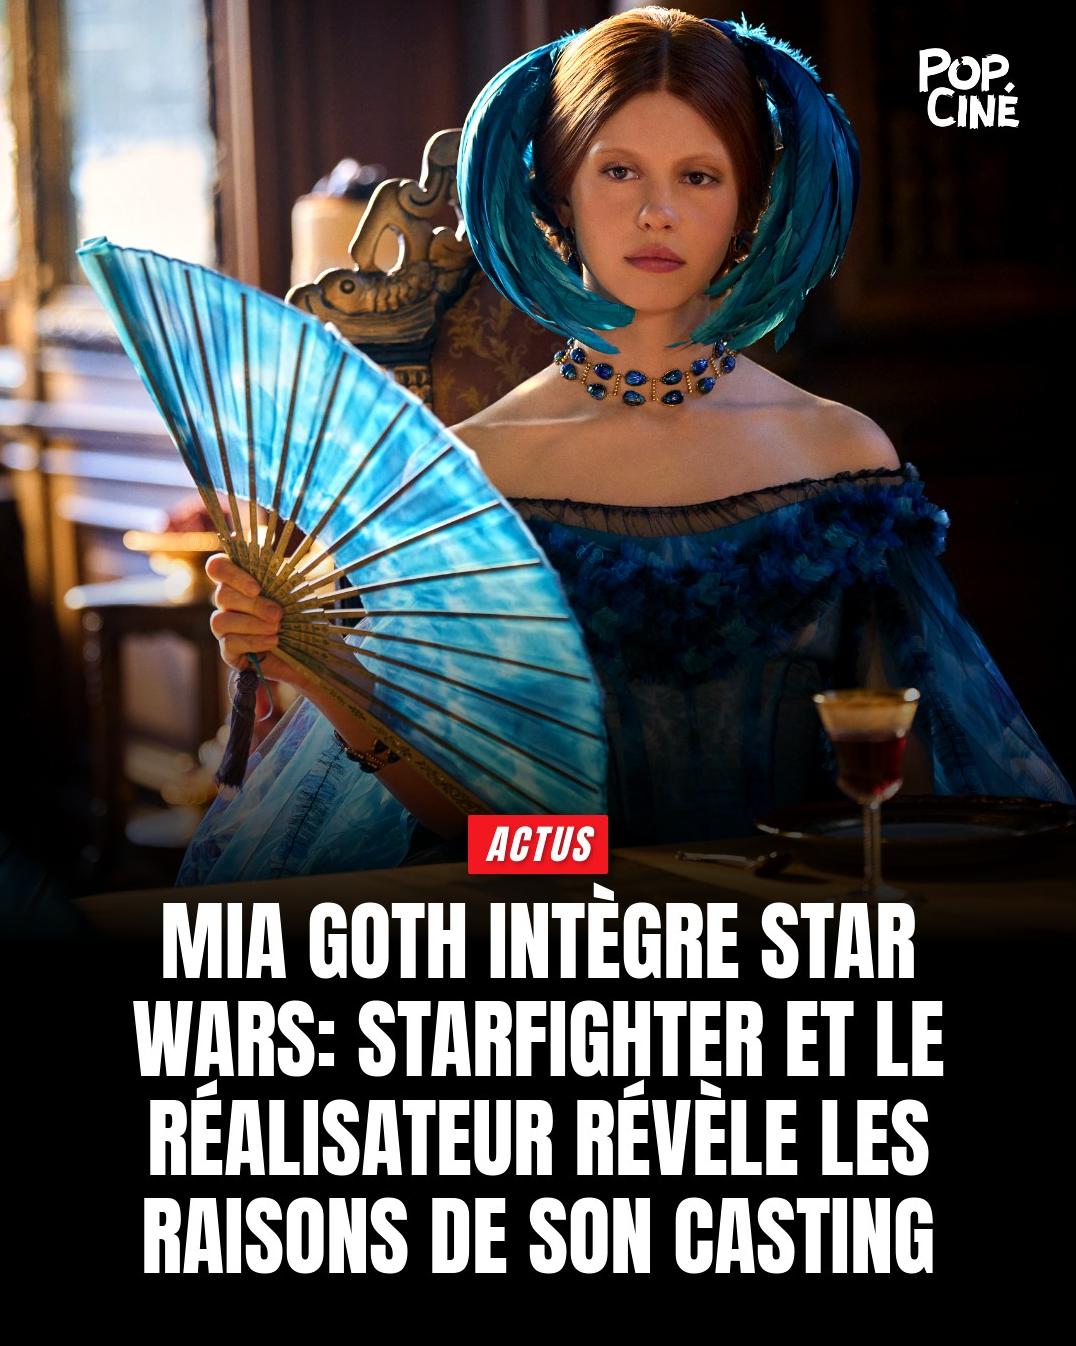 POP.
CINÉ
ACTUS
MIA GOTH INTÈGRE STAR
WARS: STARFIGHTER ET LE
RÉALISATEUR RÉVÈLE LES
RAISONS DE SON CASTING